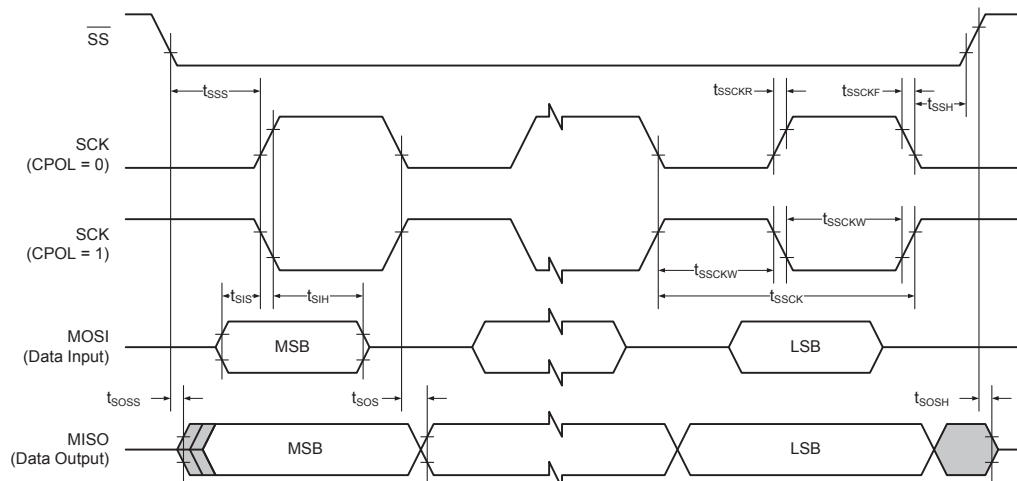 SS
tSSS
tSSCKR
tSSCKF
tSSH
SCK
(CPOL = 0)
SCK
(CPOL = 1)
tSSCKW
tSSCKW
tSSCK
tSIS
tSIH
MOSI
(Data Input)
MSB
LSB
tSOSS
tSOS
tSOSH
MISO
(Data Output)
MSB
LSB